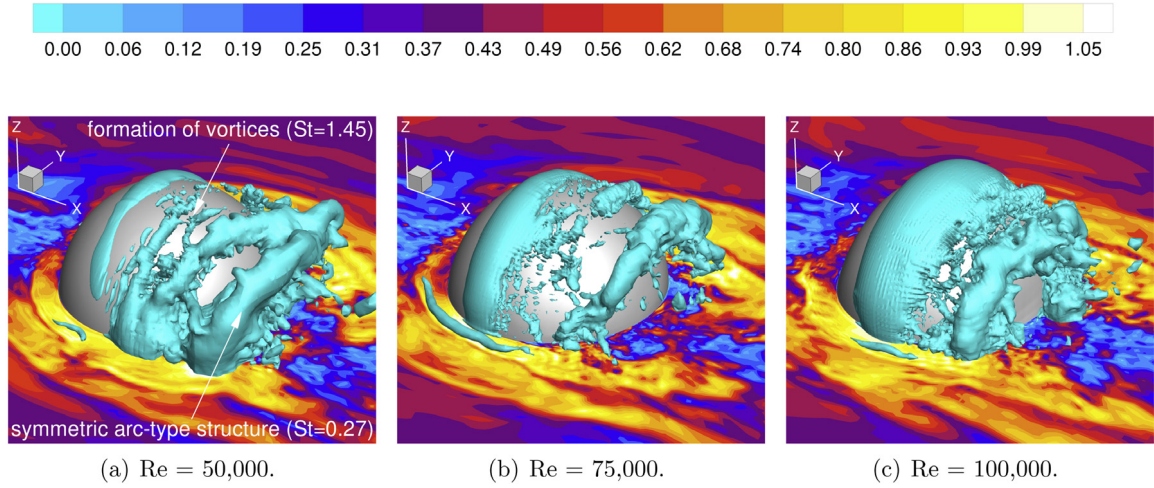 0.00 0.06 0.12 0.19 0.25 0.31 0.37 0.43 0.49 0.56 0.62 0.68 0.74 0.80 0.86 0.93 0.99 1.05
Z
Y
X
formation of vortices (St=1.45)
symmetric arc-type structure (St=0.27)
Z
Y
X
Z
Y
X
(a) Re = 50,000.
(b) Re = 75,000.
(c) Re = 100,000.